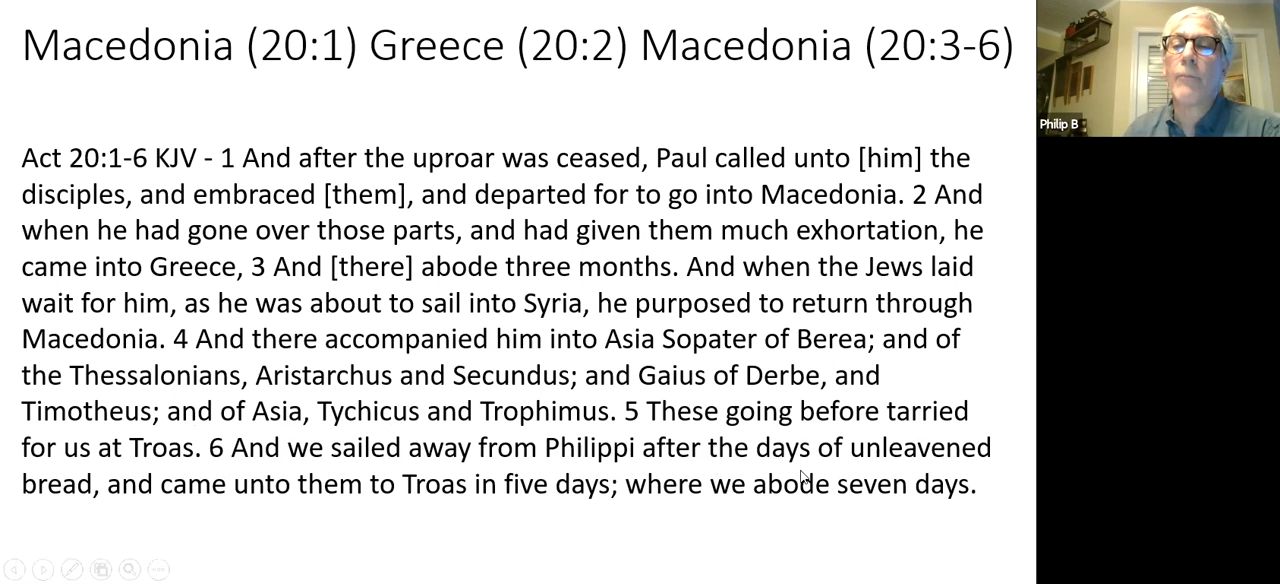 Macedonia (20:1) Greece (20:2) Macedonia (20:3-6)
Act 20:1-6 KJV - 1 And after the uproar was ceased, Paul called unto [him] the
disciples, and embraced [them], and departed for to go into Macedonia. 2 And
when he had gone over those parts, and had given them much exhortation, he
came into Greece, 3 And [there] abode three months. And when the Jews laid
wait for him, as he was about to sail into Syria, he purposed to return through
Macedonia. 4 And there accompanied him into Asia Sopater of Berea; and of
the Thessalonians, Aristarchus and Secundus; and Gaius of Derbe, and
Timotheus; and of Asia, Tychicus and Trophimus. 5 These going before tarried
for us at Troas. 6 And we sailed away from Philippi after the days of unleavened
bread, and came unto them to Troas in five days; where we abode seven days.
Philip B